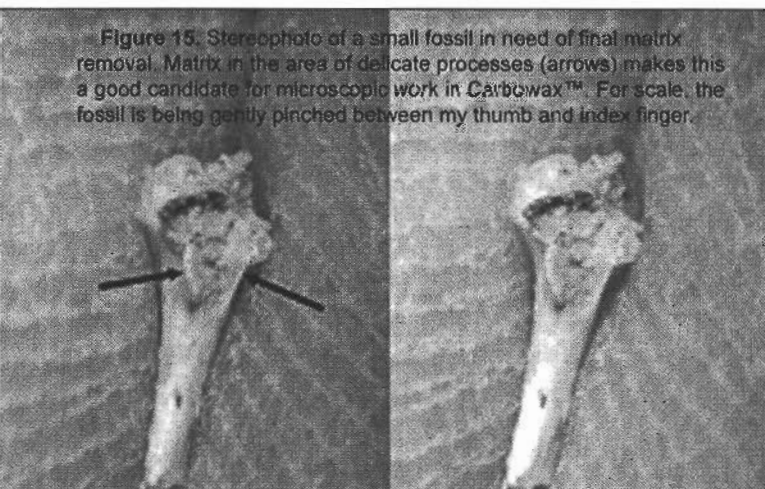 Figure 15. Stereophoto of a small fossil in need of final matrix
removal. Matrix in the area of delicate processes (arrows) makes this
a good candidate for microscopic work in Carbowax™. For scale, the
fossil is being gently pinched between my thumb and index finger.